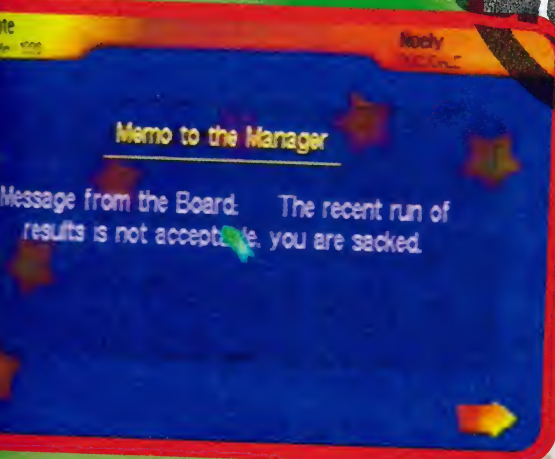 Noely
Memo to the Manager
Message from the Board: The recent run of
results is not acceptable, you are sacked.